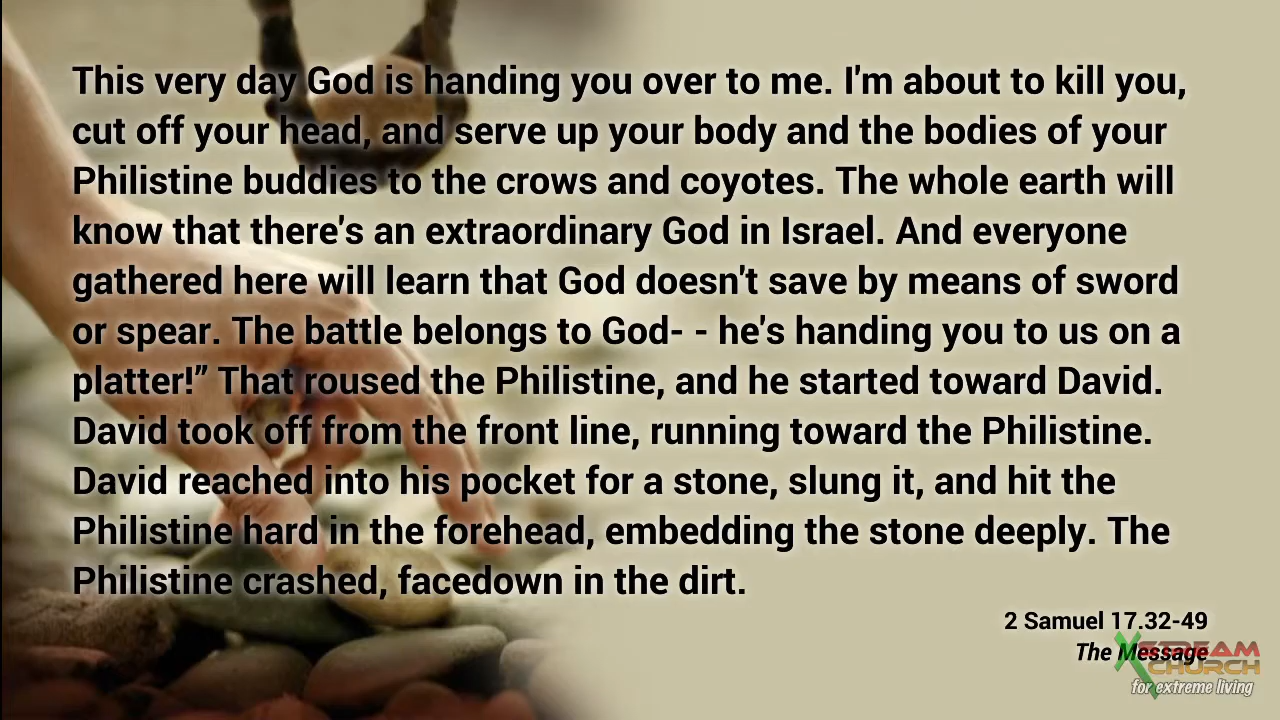 This very day God is handing you over to me. I'm about to kill you,
cut off your head, and serve up your body and the bodies of your
Philistine buddies to the crows and coyotes. The whole earth will
know that there's an extraordinary God in Israel. And everyone
gathered here will learn that God doesn't save by means of sword
or spear. The battle belongs to God- - he's handing you to us on a
platter!” That roused the Philistine, and he started toward David.
David took off from the front line, running toward the Philistine.
David reached into his pocket for a stone, slung it, and hit the
Philistine hard in the forehead, embedding the stone deeply. The
Philistine crashed, facedown in the dirt.
2 Samuel 17.32-49
The Message
XSTREAM
CHURCH
for extreme living